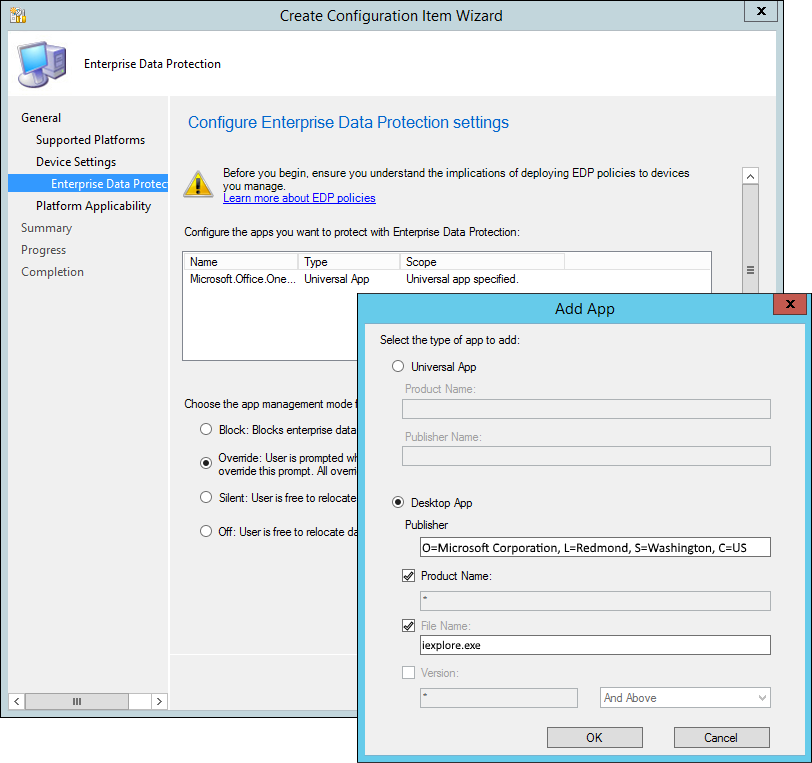 Create Configuration Item Wizard
x
Enterprise Data Protection
General
Supported Platforms
Device Settings
Enterprise Data Protec
Platform Applicability
Summary
Progress
Completion
Configure Enterprise Data Protection settings
Before you begin, ensure you understand the implications of deploying EDP policies to devices
you manage.
Learn more about EDP policies
Configure the apps you want to protect with Enterprise Data Protection:
Name Type Scope
Microsoft.Office.One... Universal App Universal app specified.
Choose the app management mode f
Block: Blocks enterprise data
Override: User is prompted wh
override this prompt. All overri
Silent: User is free to relocate
Off: User is free to relocate da
Add App
x
Select the type of app to add:
Universal App
Product Name:
Publisher Name:
Desktop App
Publisher
O=Microsoft Corporation, L=Redmond, S=Washington, C=US
Product Name:
*
File Name:
iexplore.exe
Version:
*
And Above
OK
Cancel